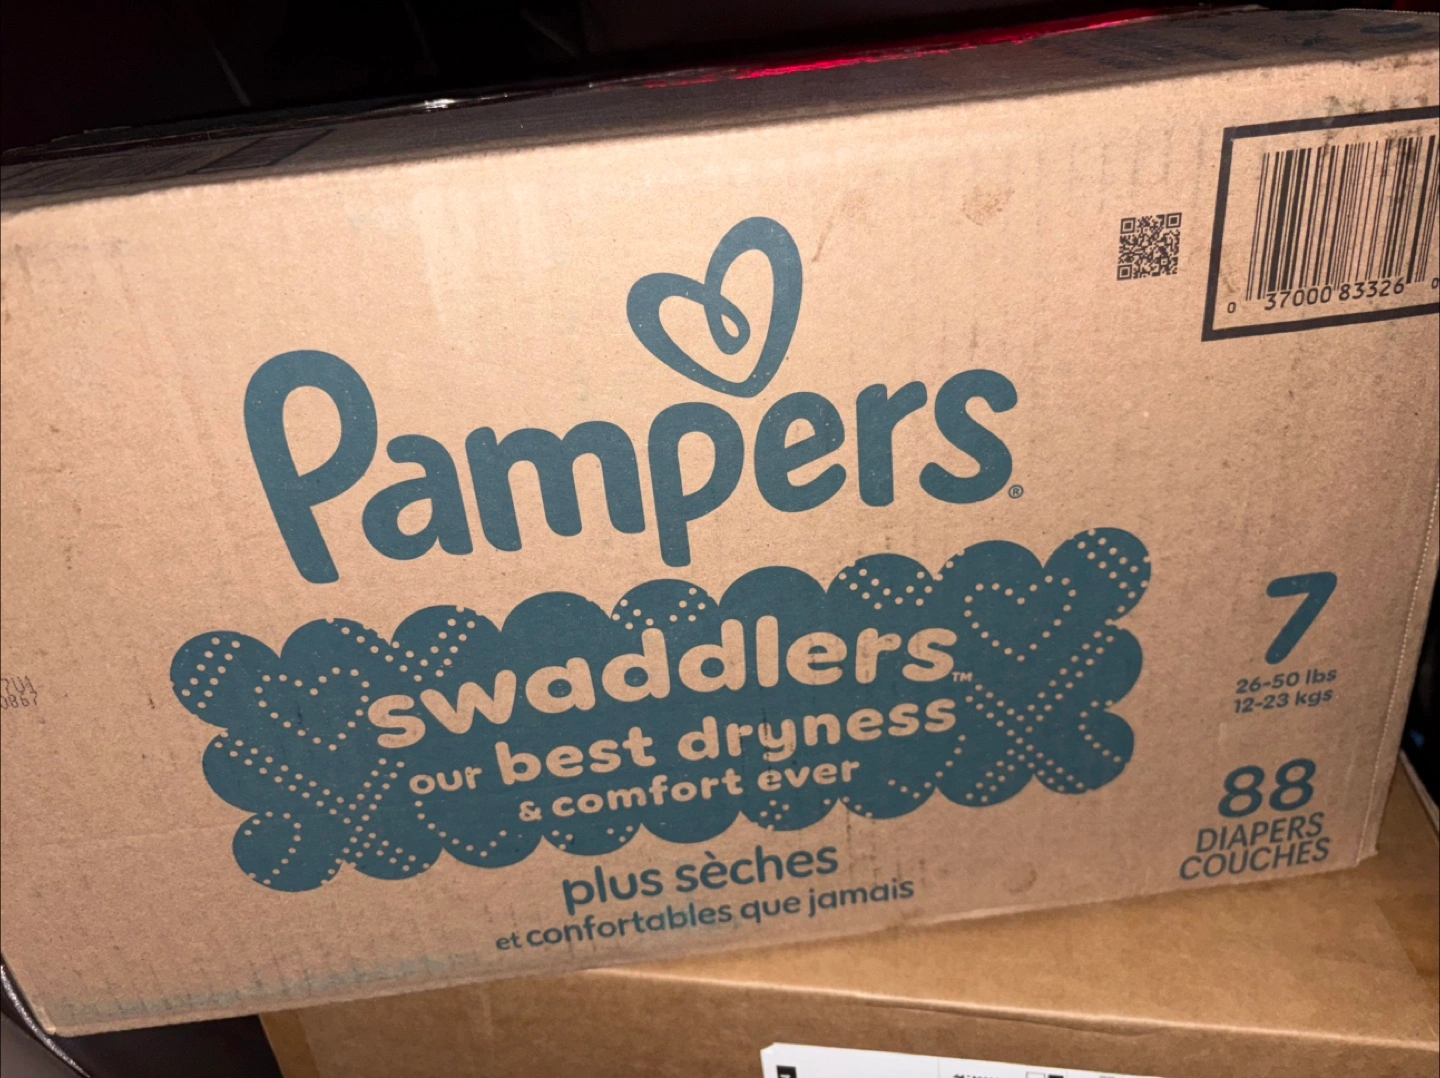 Pampers®
swaddlers™
our best dryness
& comfort ever
plus sèches
et confortables que jamais
0 37000 83326 0
7
26-50 lbs
12-23 kgs
88
DIAPERS
COUCHES